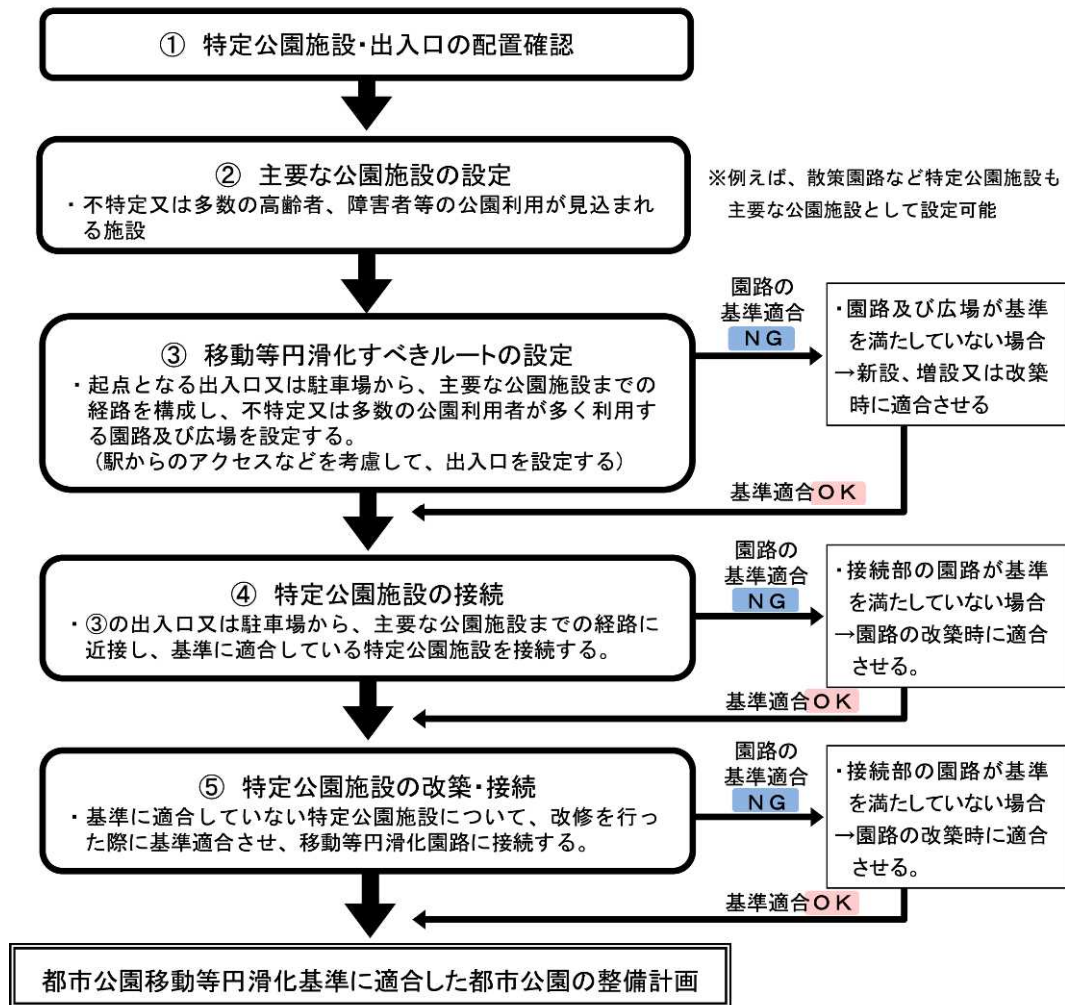 ① 特定公園施設・出入口の配置確認
② 主要な公園施設の設定
・不特定又は多数の高齢者、障害者等の公園利用が見込まれ
る施設
※例えば、散策園路など特定公園施設も
主要な公園施設として設定可能
③ 移動等円滑化すべきルートの設定
・起点となる出入口又は駐車場から、主要な公園施設までの
経路を構成し、不特定又は多数の公園利用者が多く利用す
る園路及び広場を設定する。
（駅からのアクセスなどを考慮して、出入口を設定する）
園路の
基準適合
ＮＧ
・園路及び広場が基準
を満たしていない場合
→新設、増設又は改築
時に適合させる
基準適合ＯＫ
④ 特定公園施設の接続
・③の出入口又は駐車場から、主要な公園施設までの経路に
近接し、基準に適合している特定公園施設を接続する。
園路の
基準適合
ＮＧ
・接続部の園路が基準
を満たしていない場合
→園路の改築時に適合
させる。
基準適合ＯＫ
⑤ 特定公園施設の改築・接続
・基準に適合していない特定公園施設について、改修を行っ
た際に基準適合させ、移動等円滑化園路に接続する。
園路の
基準適合
ＮＧ
・接続部の園路が基準
を満たしていない場合
→園路の改築時に適合
させる。
基準適合ＯＫ
都市公園移動等円滑化基準に適合した都市公園の整備計画